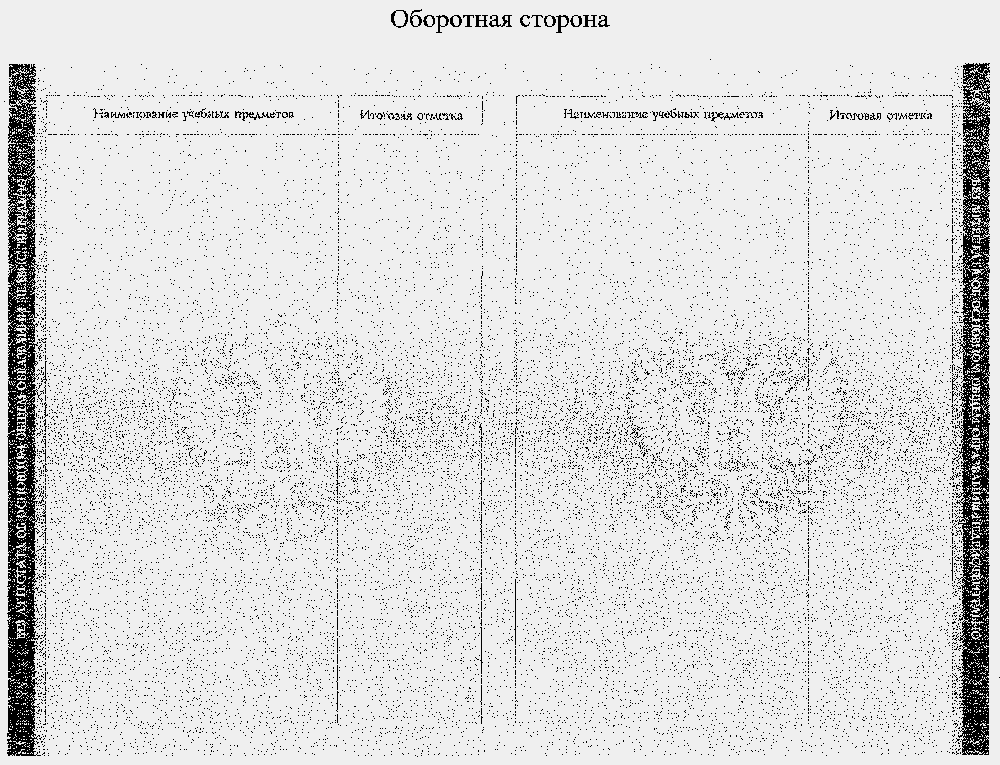 Оборотная сторона
Наименование учебных предметов
Итоговая отметка
Наименование учебных предметов
Итоговая отметка
БЕЗ АТТЕСТАТА ОБ ОСНОВНОМ ОБЩЕМ ОБРАЗОВАНИИ НЕДЕЙСТВИТЕЛЬНО
БЕЗ АТТЕСТАТА ОБ ОСНОВНОМ ОБЩЕМ ОБРАЗОВАНИИ НЕДЕЙСТВИТЕЛЬНО